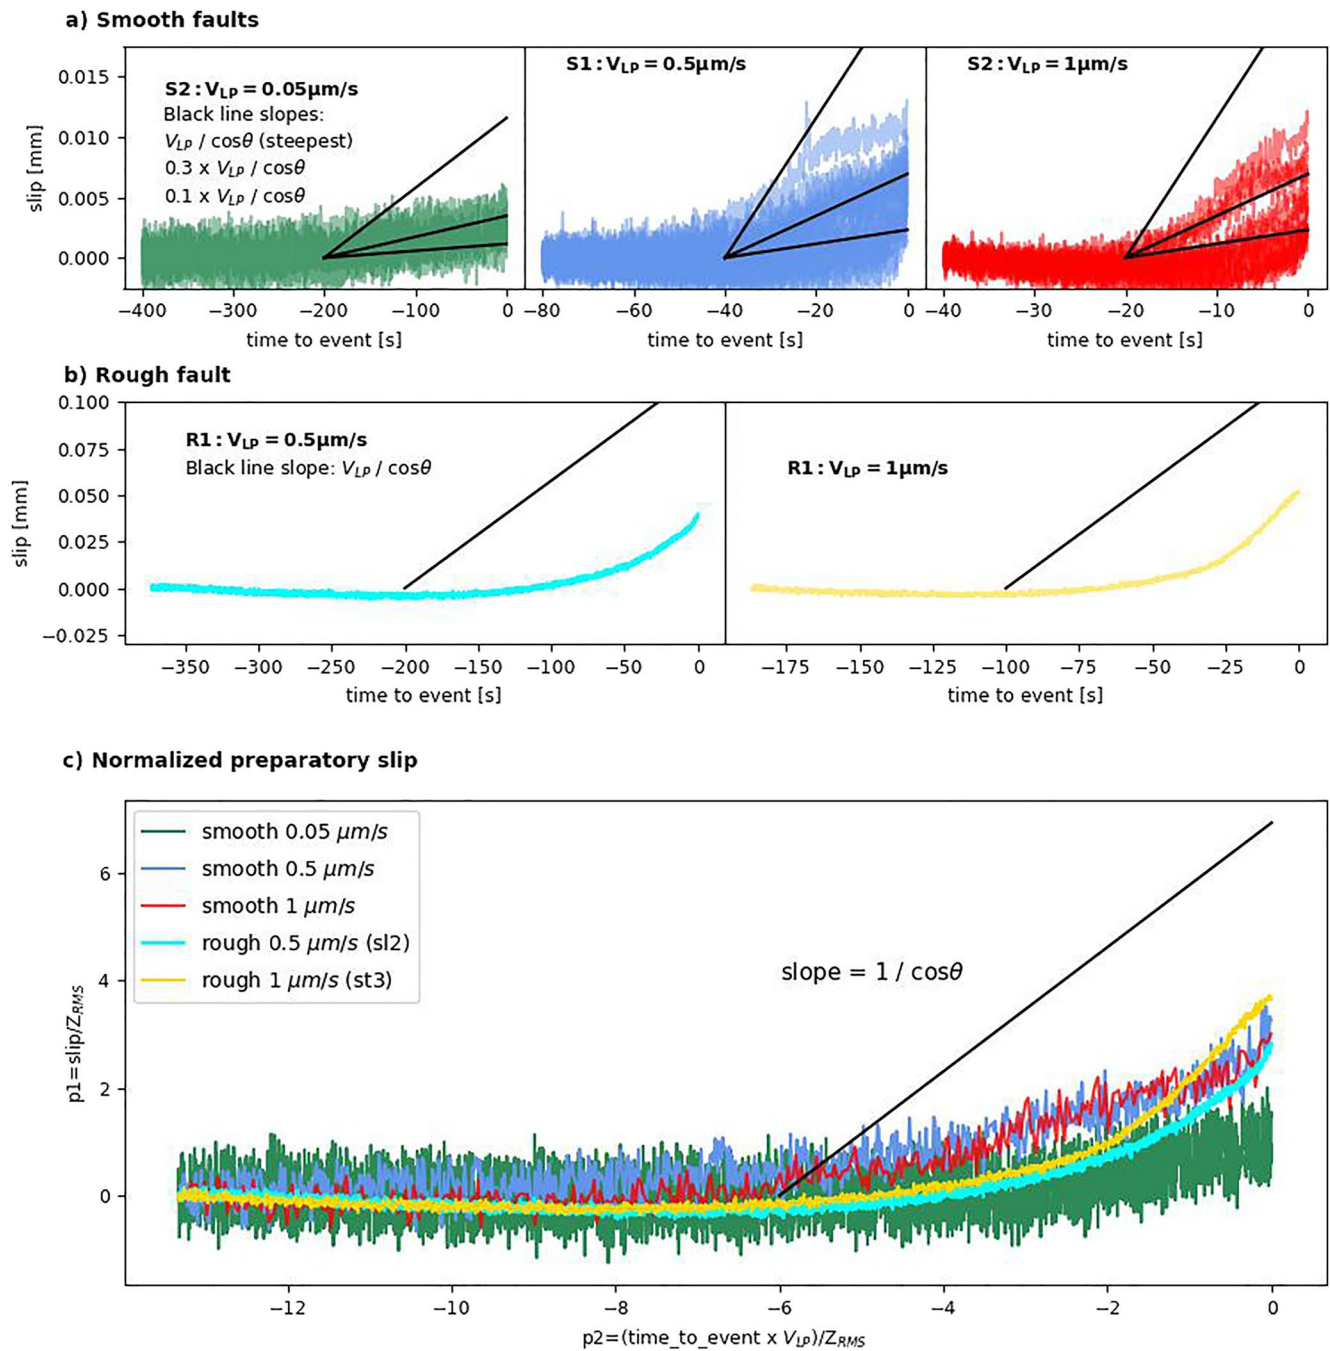 a) Smooth faults
S2 : V_LP = 0.05μm/s
Black line slopes:
V_LP / cosθ (steepest)
0.3 x V_LP / cosθ
0.1 x V_LP / cosθ
S1 : V_LP = 0.5μm/s
S2 : V_LP = 1μm/s
0.015
0.010
0.005
0.000
slip [mm]
−400 −300 −200 −100 0
−80 −60 −40 −20 0
−40 −30 −20 −10 0
time to event [s]
time to event [s]
time to event [s]
b) Rough fault
R1 : V_LP = 0.5μm/s
Black line slope: V_LP / cosθ
R1 : V_LP = 1μm/s
0.100
0.075
0.050
0.025
0.000
−0.025
slip [mm]
−350 −300 −250 −200 −150 −100 −50 0
−175 −150 −125 −100 −75 −50 −25 0
time to event [s]
time to event [s]
c) Normalized preparatory slip
smooth 0.05 μm/s
smooth 0.5 μm/s
smooth 1 μm/s
rough 0.5 μm/s (sl2)
rough 1 μm/s (st3)
slope = 1 / cosθ
6
4
2
0
p1=slip/Z_RMS
−12 −10 −8 −6 −4 −2 0
p2=(time_to_event x V_LP)/Z_RMS